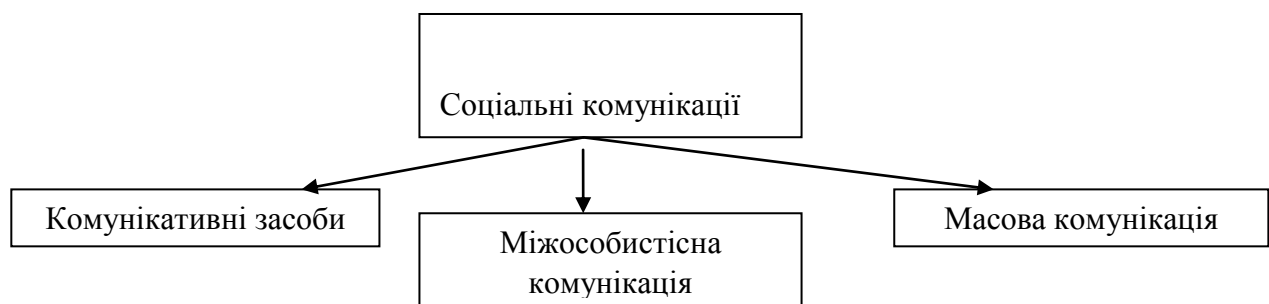 Соціальні комунікації
Комунікативні засоби
Міжособистісна
комунікація
Масова комунікація